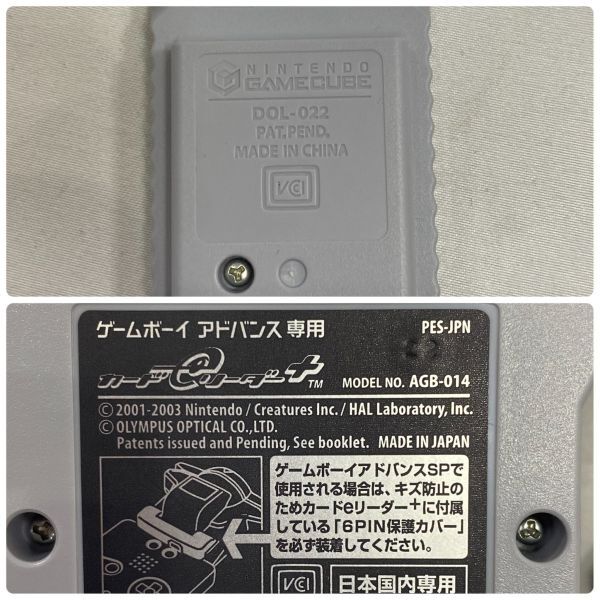 NINTENDO
GAMECUBE
DOL-022
PAT.PEND.
MADE IN CHINA
VCI
ゲームボーイ アドバンス 専用
PES-JPN
カードeリーダー+ TM
MODEL NO. AGB-014
© 2001-2003 Nintendo / Creatures Inc. / HAL Laboratory, Inc.
© OLYMPUS OPTICAL CO.,LTD.
Patents issued and Pending, See booklet. MADE IN JAPAN
ゲームボーイアドバンスSPで
使用される場合は、キズ防止の
ためカードeリーダー+に付属
している「6PIN保護カバー」
を必ず装着してください。
VCI
日本国内専用